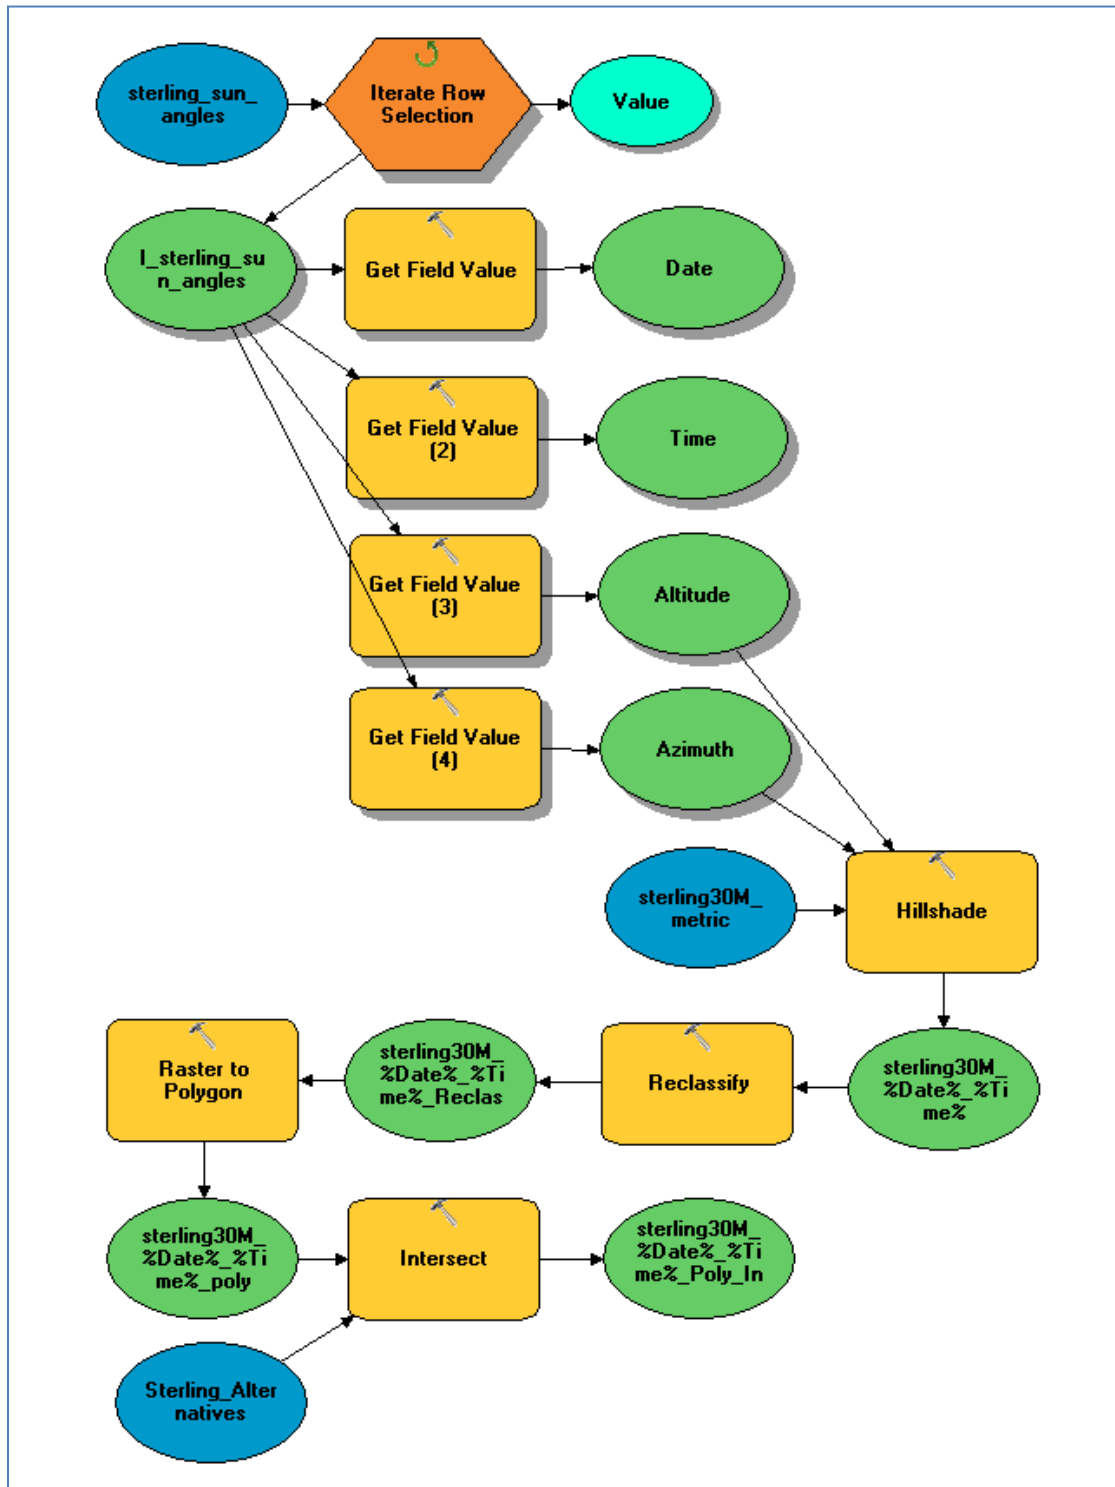 sterling_sun_
angles
Iterate Row
Selection
Value
I_sterling_su
n_angles
Get Field Value
Date
Get Field Value
(2)
Time
Get Field Value
(3)
Altitude
Get Field Value
(4)
Azimuth
sterling30M_
metric
Hillshade
Raster to
Polygon
sterling30M_
%Date%_%Ti
me%_Reclas
Reclassify
sterling30M_
%Date%_%Ti
me%
sterling30M_
%Date%_%Ti
me%_poly
Intersect
sterling30M_
%Date%_%Ti
me%_Poly_In
Sterling_Alter
natives